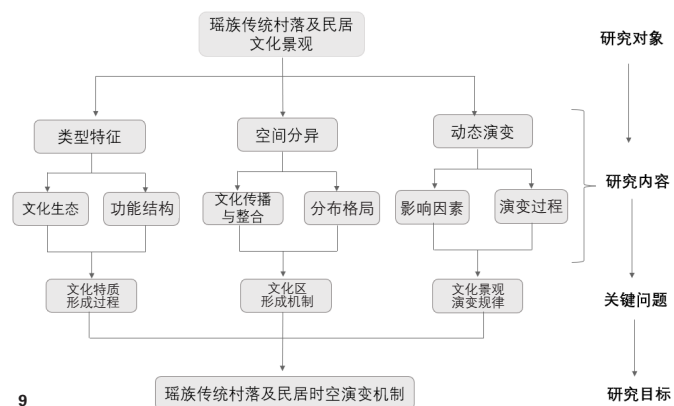 瑶族传统村落及民居
文化景观
研究对象
类型特征
空间分异
动态演变
研究内容
文化生态
功能结构
文化传播
与整合
分布格局
影响因素
演变过程
文化特质
形成过程
文化区
形成机制
文化景观
演变规律
关键问题
瑶族传统村落及民居时空演变机制
研究目标
9